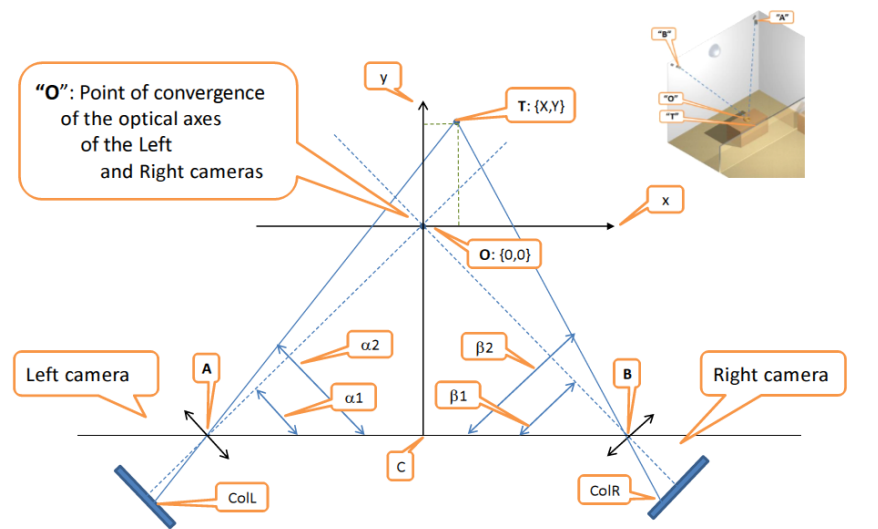 "A"
"B"
"O"
"T"
y
"O": Point of convergence
of the optical axes
of the Left
and Right cameras
T: {X,Y}
x
O: {0,0}
α2
β2
Left camera
A
B
Right camera
α1
β1
C
ColL
ColR